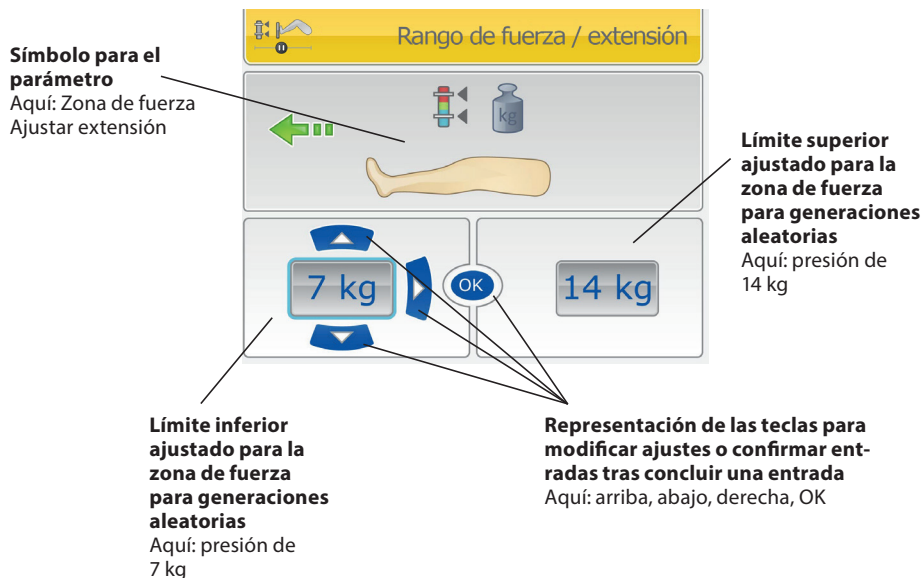 Rango de fuerza / extensión
Símbolo para el
parámetro
Aquí: Zona de fuerza
Ajustar extensión
kg
Límite superior
ajustado para la
zona de fuerza
para generaciones
aleatorias
Aquí: presión de
14 kg
7 kg
OK
14 kg
Límite inferior
ajustado para la
zona de fuerza
para generaciones
aleatorias
Aquí: presión de
7 kg
Representación de las teclas para
modificar ajustes o confirmar ent-
radas tras concluir una entrada
Aquí: arriba, abajo, derecha, OK